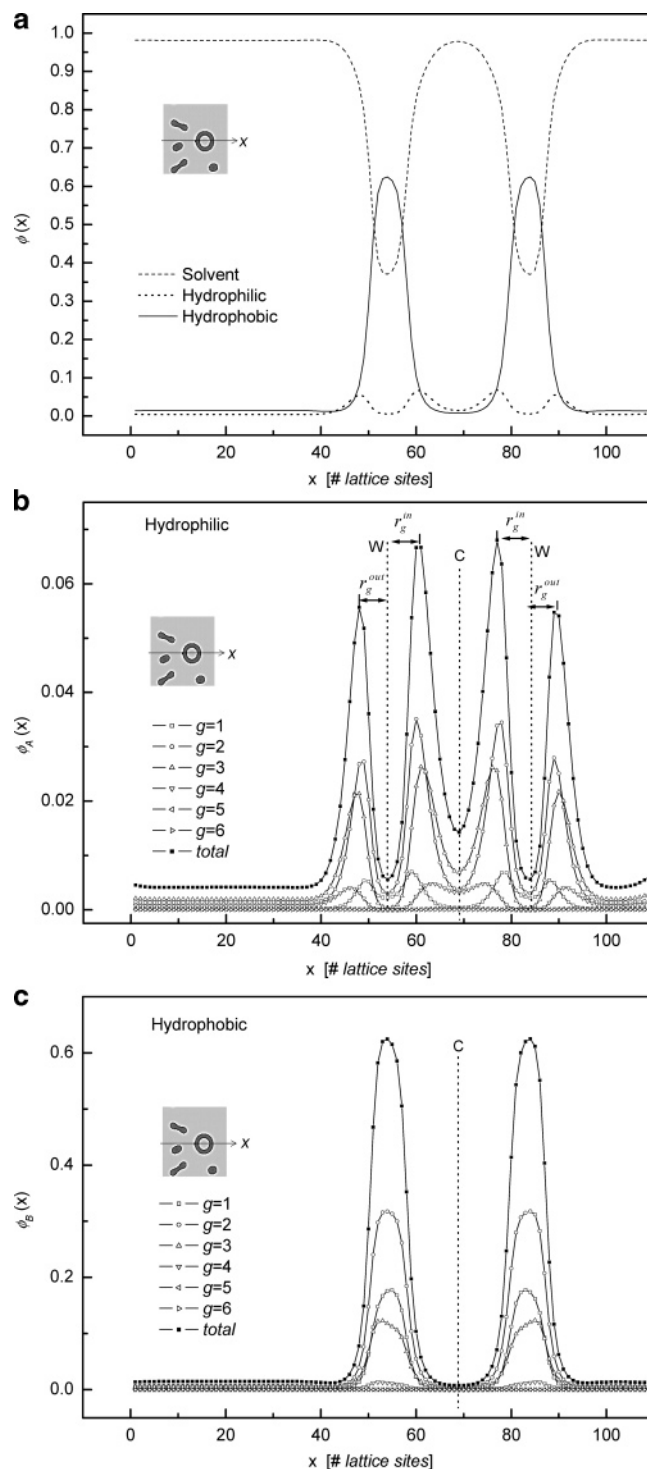 a
1.0
0.9
0.8
0.7
0.6
0.5
0.4
0.3
0.2
0.1
0.0
ϕ (x)
x
Solvent
Hydrophilic
Hydrophobic
0 20 40 60 80 100
x [# lattice sites]
b
Hydrophilic
r_g^in r_g^in
W C W
r_g^out r_g^out
0.06
0.04
0.02
0.00
ϕ_A (x)
x
g=1
g=2
g=3
g=4
g=5
g=6
total
0 20 40 60 80 100
x [# lattice sites]
c
Hydrophobic
C
0.6
0.4
0.2
0.0
ϕ_B (x)
x
g=1
g=2
g=3
g=4
g=5
g=6
total
0 20 40 60 80 100
x [# lattice sites]